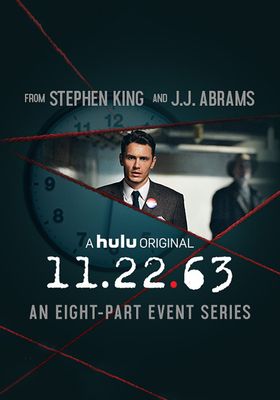 FROM STEPHEN KING AND J.J. ABRAMS
A hulu ORIGINAL
11.22.63
AN EIGHT-PART EVENT SERIES